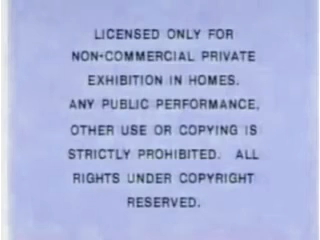 LICENSED ONLY FOR
NON-COMMERCIAL PRIVATE
EXHIBITION IN HOMES.
ANY PUBLIC PERFORMANCE,
OTHER USE OR COPYING IS
STRICTLY PROHIBITED. ALL
RIGHTS UNDER COPYRIGHT
RESERVED.